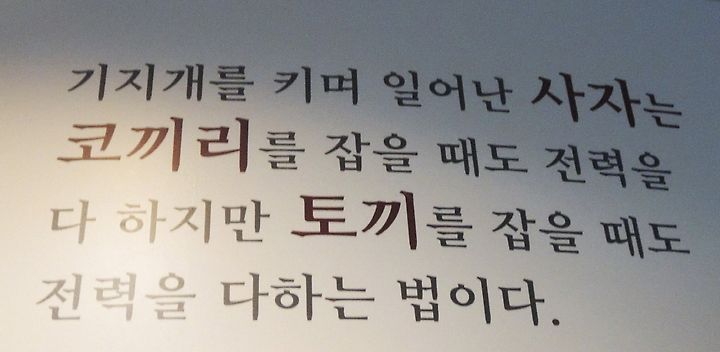 기지개를 키며 일어난 사자는
코끼리를 잡을 때도 전력을
다 하지만 토끼를 잡을 때도
전력을 다하는 법이다.